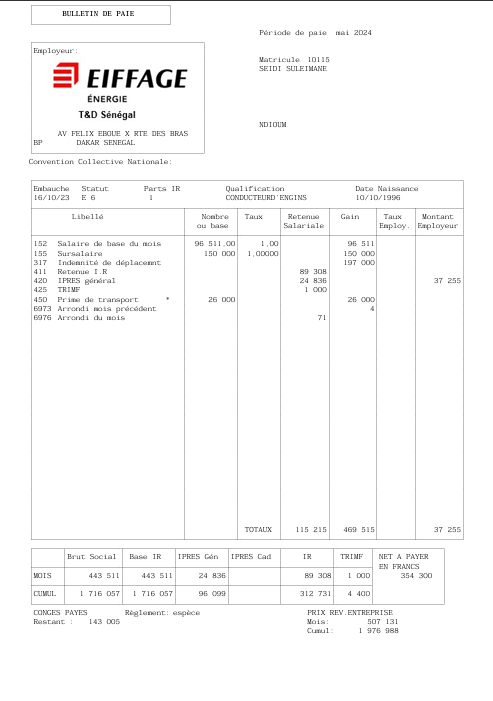 BULLETIN DE PAIE
Période de paie mai 2024
Employeur:
EIFFAGE
ÉNERGIE
T&D Sénégal
AV FELIX EBOUE X RTE DES BRAS
BP DAKAR SENEGAL
Matricule 10115
SEIDI SULEIMANE
NDIOUM
Convention Collective Nationale:
Embauche Statut Parts IR Qualification Date Naissance
16/10/23 E 6 1 CONDUCTEURD'ENGINS 10/10/1996
Libellé Nombre Taux Retenue Gain Taux Montant
ou base Salariale Employ. Employeur
152 Salaire de base du mois 96 511,00 1,00 96 511
155 Sursalaire 150 000 1,00000 150 000
317 Indemnité de déplacemnt 197 000
411 Retenue I.R 89 308
420 IPRES général 24 836 37 255
425 TRIMF 1 000
450 Prime de transport * 26 000 26 000
6973 Arrondi mois précédent 4
6976 Arrondi du mois 71
TOTAUX 115 215 469 515 37 255
Brut Social Base IR IPRES Gén IPRES Cad IR TRIMF NET A PAYER
EN FRANCS
MOIS 443 511 443 511 24 836 89 308 1 000 354 300
CUMUL 1 716 057 1 716 057 96 099 312 731 4 400
CONGES PAYES Réglement: espèce PRIX REV.ENTREPRISE
Restant : 143 005 Mois: 507 131
Cumul: 1 976 988